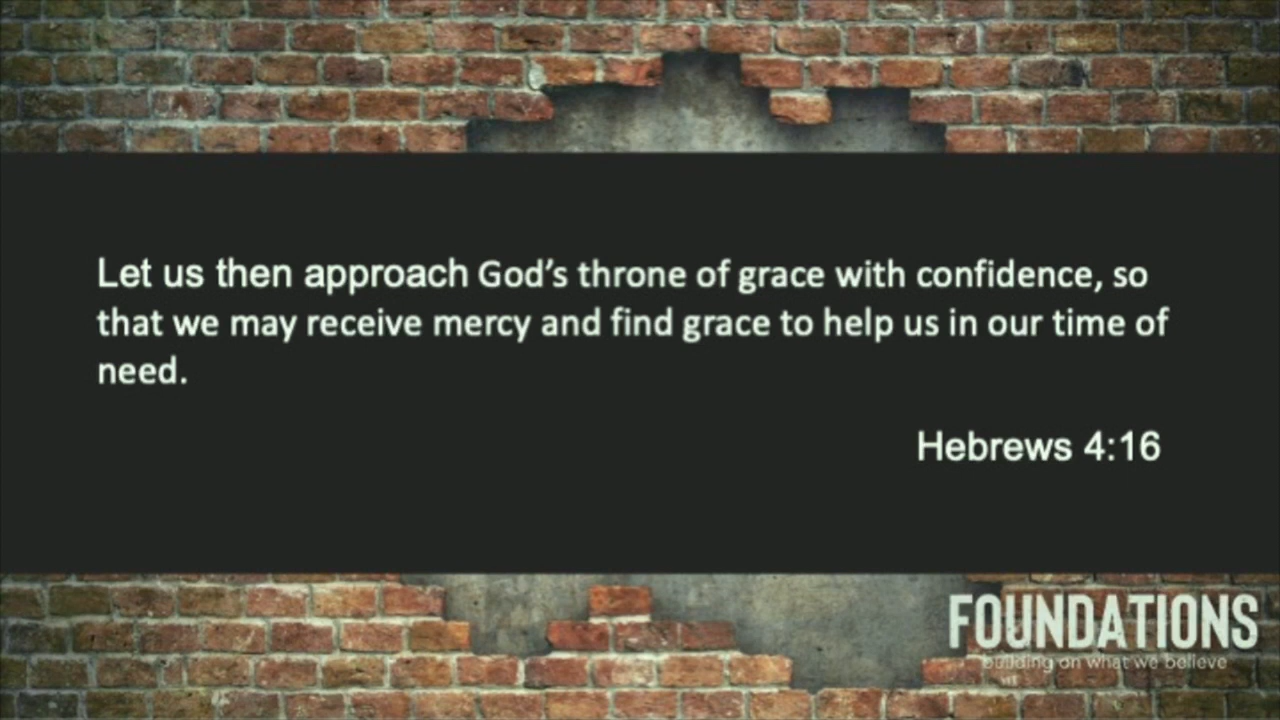 Let us then approach God’s throne of grace with confidence, so
that we may receive mercy and find grace to help us in our time of
need.
Hebrews 4:16
FOUNDATIONS
building on what we believe